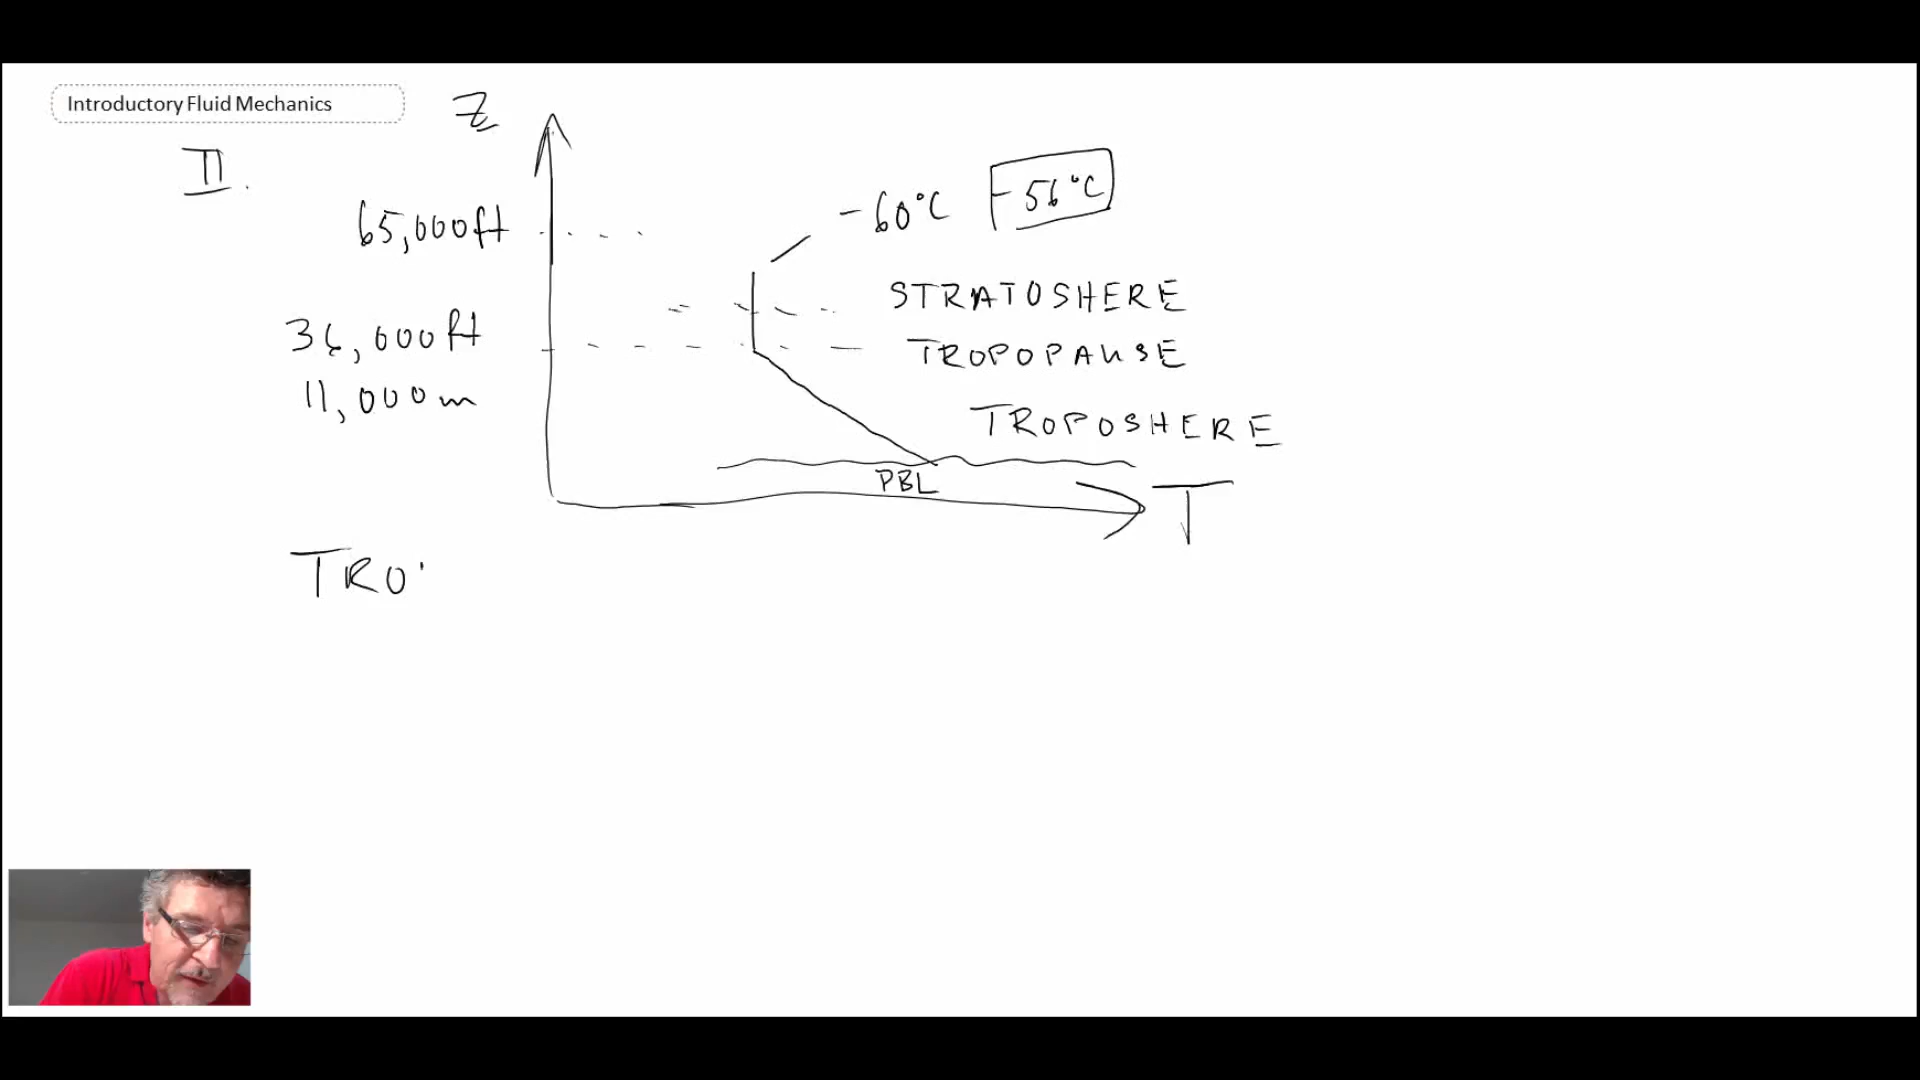 Introductory Fluid Mechanics
Z
II.
65,000ft
-60°C -56°C
STRATOSHERE
36,000ft
TROPOPAUSE
11,000m
TROPOSHERE
PBL
T
TRO